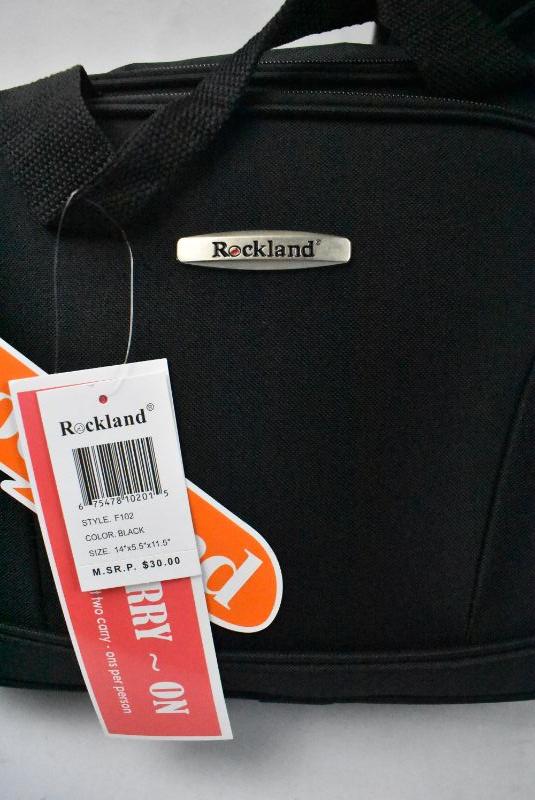 Rockland
Rockland®
6 75478 10201 5
STYLE. F102
COLOR. BLACK
SIZE. 14"x5.5"x11.5"
M.SR.P. $30.00
RRY ~ ON
two carry - ons per person